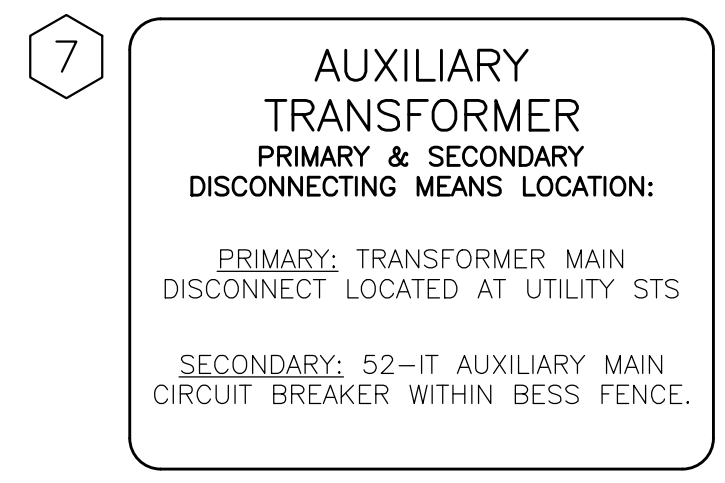 7
AUXILIARY
TRANSFORMER
PRIMARY & SECONDARY
DISCONNECTING MEANS LOCATION:
PRIMARY: TRANSFORMER MAIN
DISCONNECT LOCATED AT UTILITY STS
SECONDARY: 52-IT AUXILIARY MAIN
CIRCUIT BREAKER WITHIN BESS FENCE.